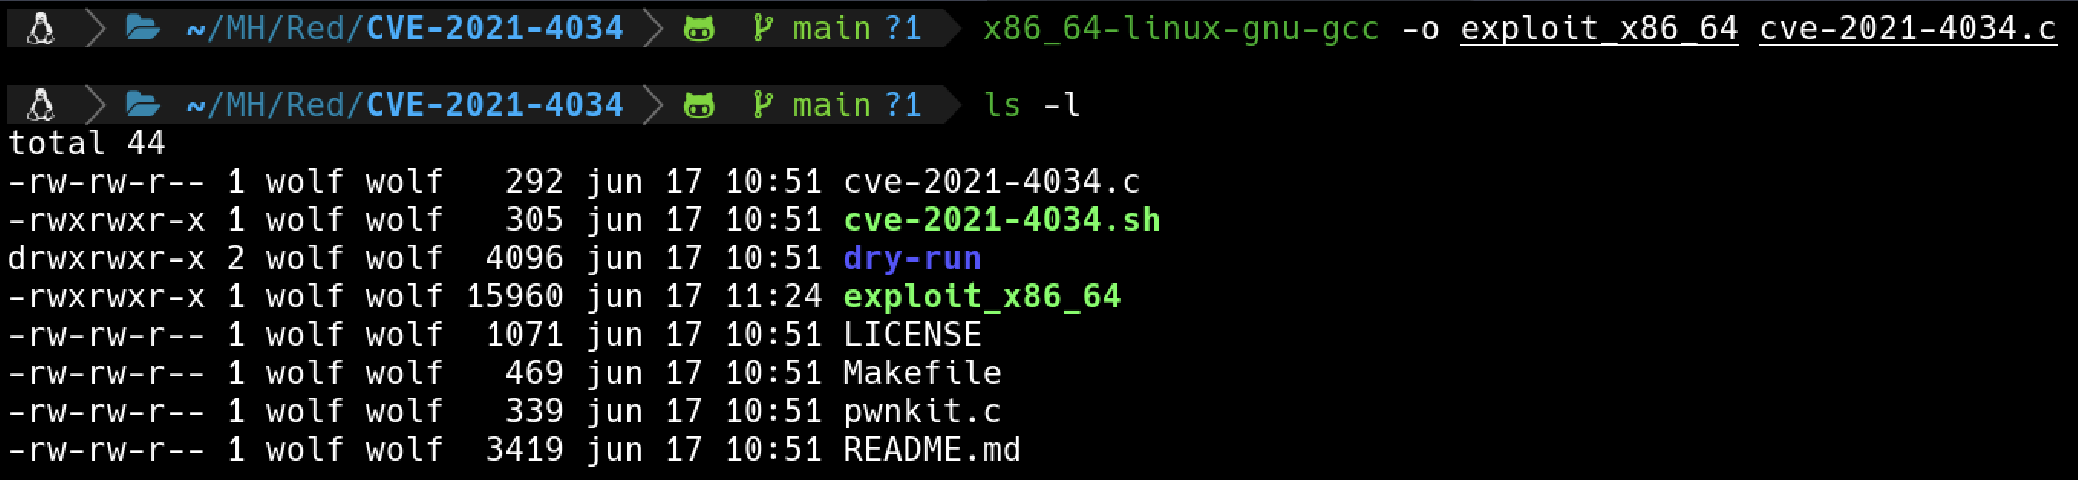 ~/MH/Red/CVE-2021-4034 main ?1 x86_64-linux-gnu-gcc -o exploit_x86_64 cve-2021-4034.c
~/MH/Red/CVE-2021-4034 main ?1 ls -l
total 44
-rw-rw-r-- 1 wolf wolf 292 jun 17 10:51 cve-2021-4034.c
-rwxrwxr-x 1 wolf wolf 305 jun 17 10:51 cve-2021-4034.sh
drwxrwxr-x 2 wolf wolf 4096 jun 17 10:51 dry-run
-rwxrwxr-x 1 wolf wolf 15960 jun 17 11:24 exploit_x86_64
-rw-rw-r-- 1 wolf wolf 1071 jun 17 10:51 LICENSE
-rw-rw-r-- 1 wolf wolf 469 jun 17 10:51 Makefile
-rw-rw-r-- 1 wolf wolf 339 jun 17 10:51 pwnkit.c
-rw-rw-r-- 1 wolf wolf 3419 jun 17 10:51 README.md